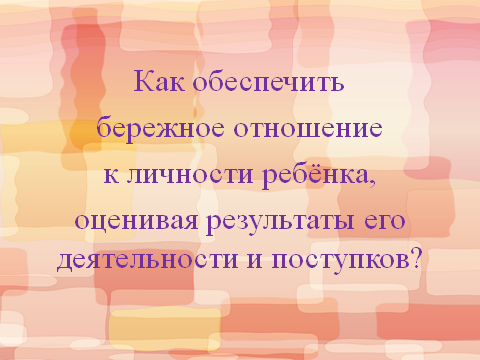 Как обеспечить
бережное отношение
к личности ребёнка,
оценивая результаты его
деятельности и поступков?